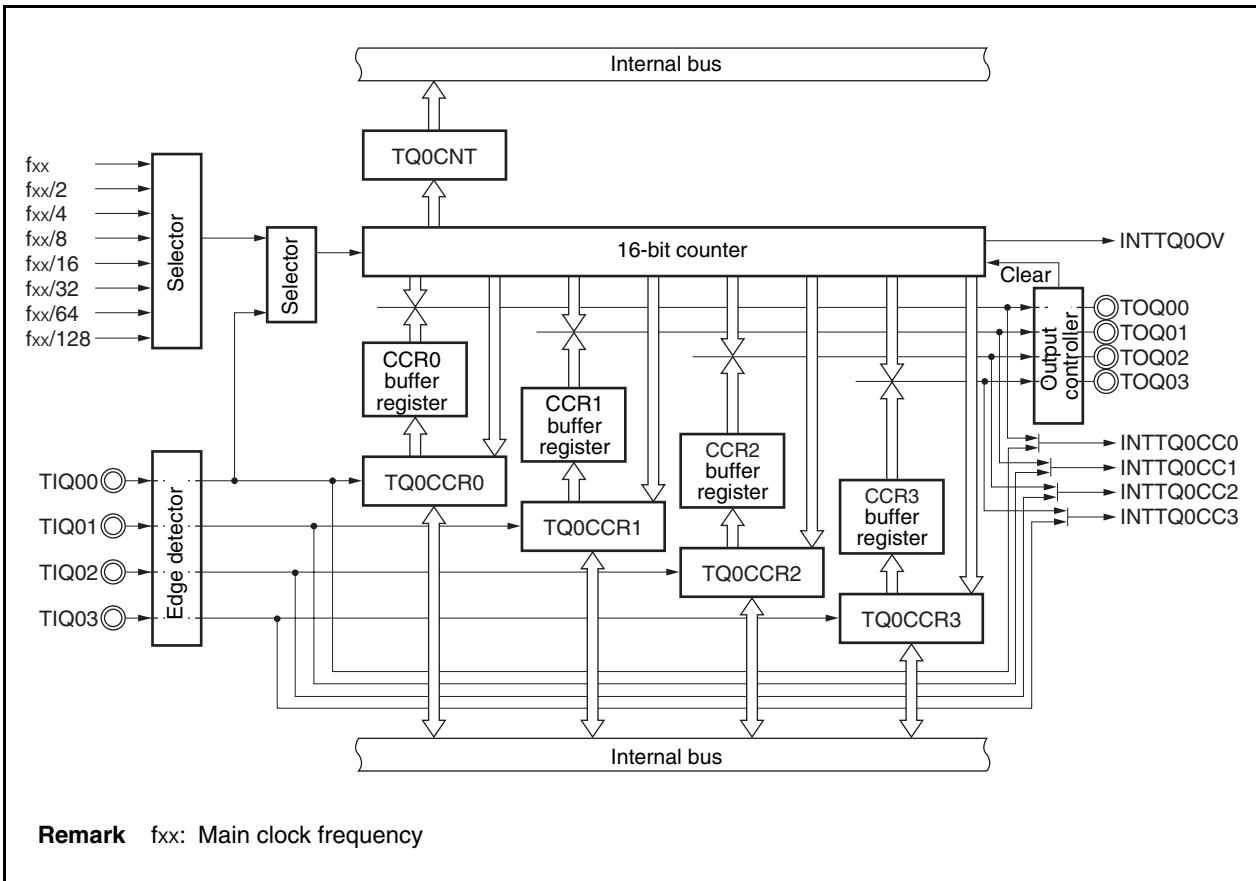 Internal bus
TQ0CNT
fxx
fxx/2
fxx/4
fxx/8
fxx/16
fxx/32
fxx/64
fxx/128
Selector
Selector
16-bit counter
INTTQ0OV
Clear
Output
controller
TOQ00
TOQ01
TOQ02
TOQ03
CCR0
buffer
register
CCR1
buffer
register
CCR2
buffer
register
CCR3
buffer
register
INTTQ0CC0
INTTQ0CC1
INTTQ0CC2
INTTQ0CC3
TIQ00
TIQ01
TIQ02
TIQ03
Edge detector
TQ0CCR0
TQ0CCR1
TQ0CCR2
TQ0CCR3
Internal bus
Remark fxx: Main clock frequency